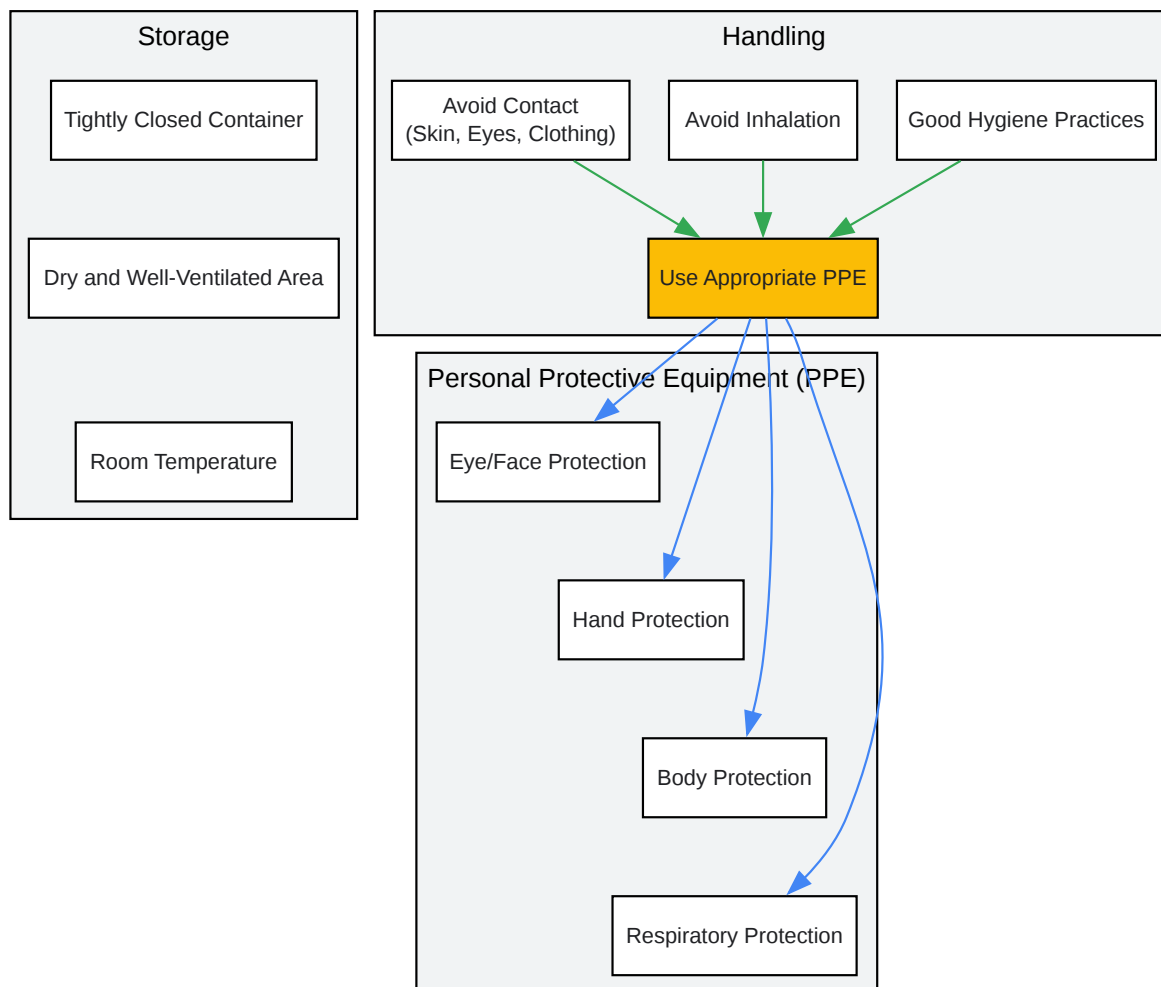 Storage
Tightly Closed Container
Dry and Well-Ventilated Area
Room Temperature
Handling
Avoid Contact
(Skin, Eyes, Clothing)
Avoid Inhalation
Good Hygiene Practices
Use Appropriate PPE
Personal Protective Equipment (PPE)
Eye/Face Protection
Hand Protection
Body Protection
Respiratory Protection